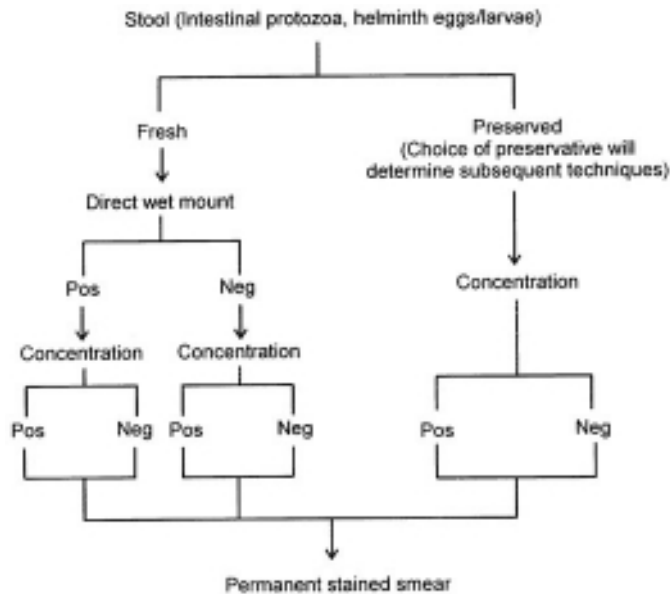 Stool (Intestinal protozoa, helminth eggs/larvae)
Fresh
Preserved
(Choice of preservative will
determine subsequent techniques)
Direct wet mount
Pos
Neg
Concentration
Concentration
Concentration
Pos
Neg
Pos
Neg
Pos
Neg
Permanent stained smear